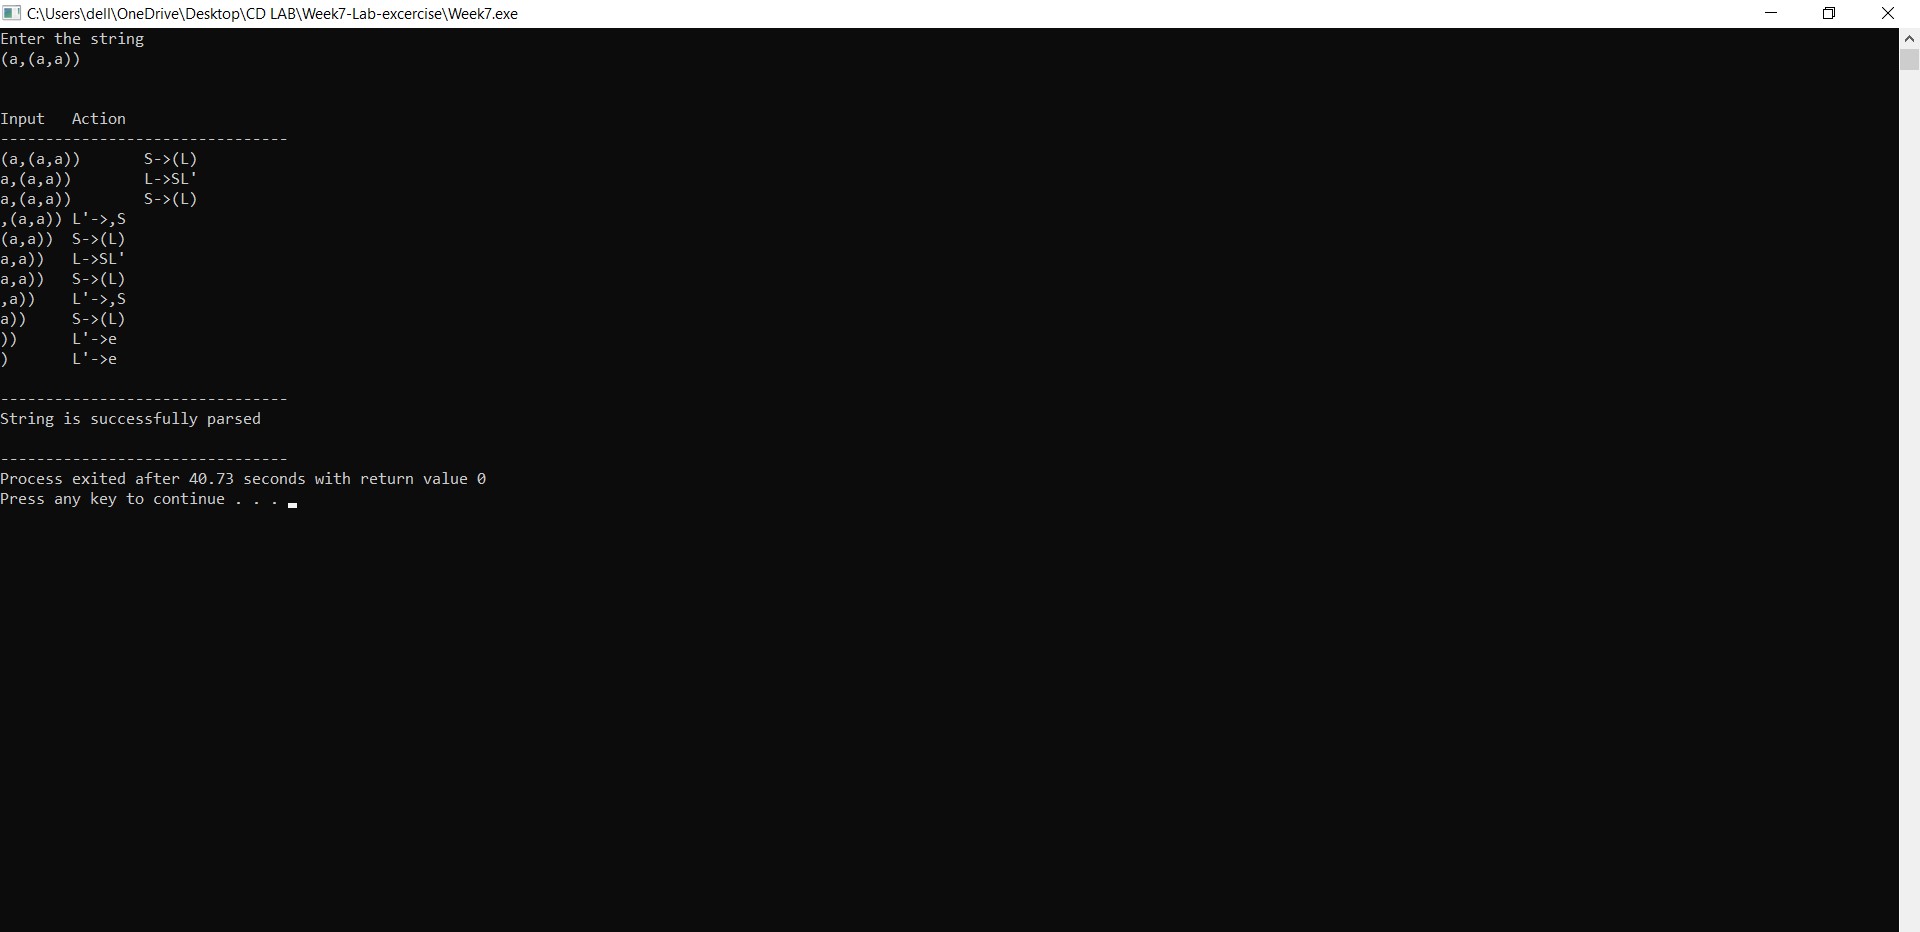 C:\Users\dell\OneDrive\Desktop\CD LAB\Week7-Lab-excercise\Week7.exe
Enter the string
(a,(a,a))
Input   Action
--------------------------------
(a,(a,a))       S->(L)
a,(a,a))        L->SL'
a,(a,a))        S->(L)
,(a,a)) L'->,S
(a,a))  S->(L)
a,a))   L->SL'
a,a))   S->(L)
,a))    L'->,S
a))     S->(L)
))      L'->e
)       L'->e
--------------------------------
String is successfully parsed
--------------------------------
Process exited after 40.73 seconds with return value 0
Press any key to continue . . .